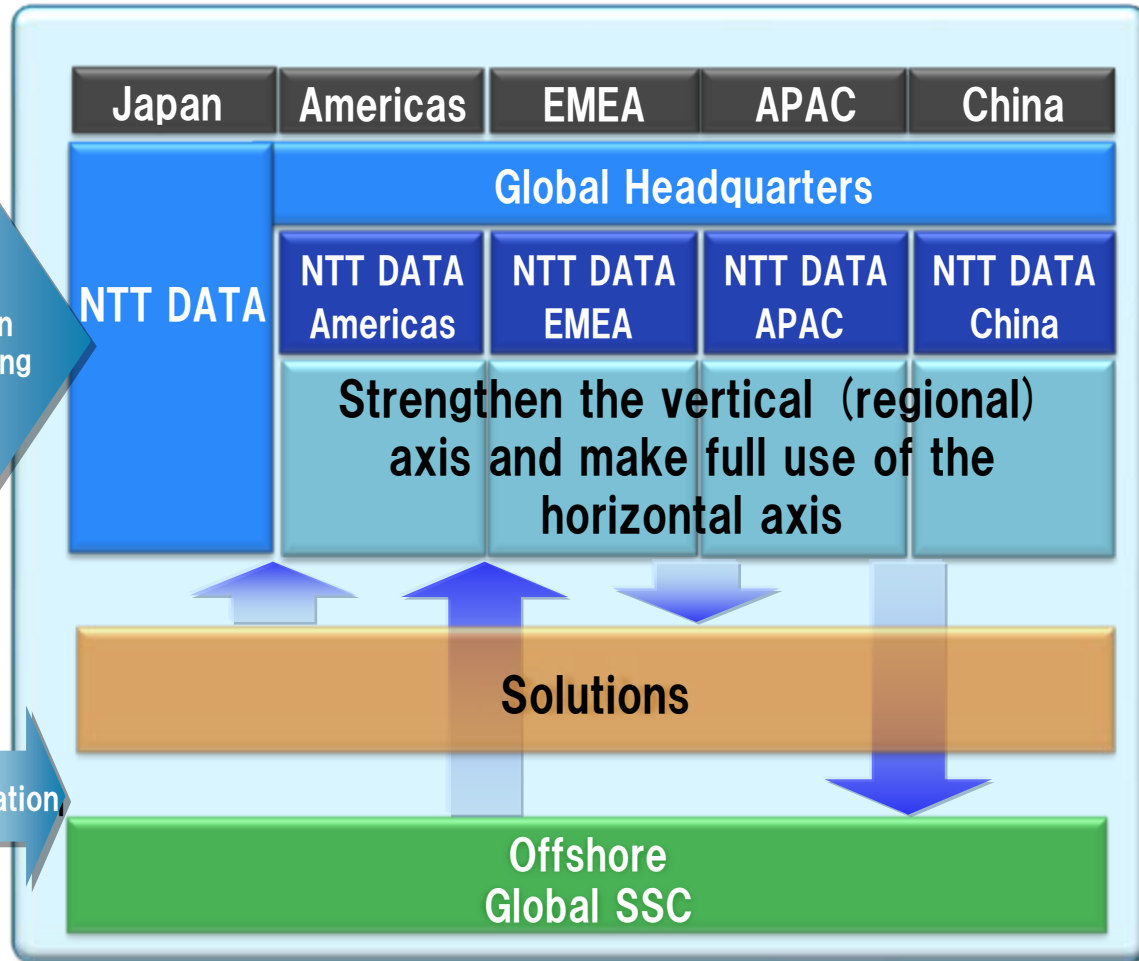 Japan
Americas
EMEA
APAC
China
Global Headquarters
NTT DATA
NTT DATA
Americas
NTT DATA
EMEA
NTT DATA
APAC
NTT DATA
China
Strengthen the vertical (regional)
axis and make full use of the
horizontal axis
Solutions
Offshore
Global SSC